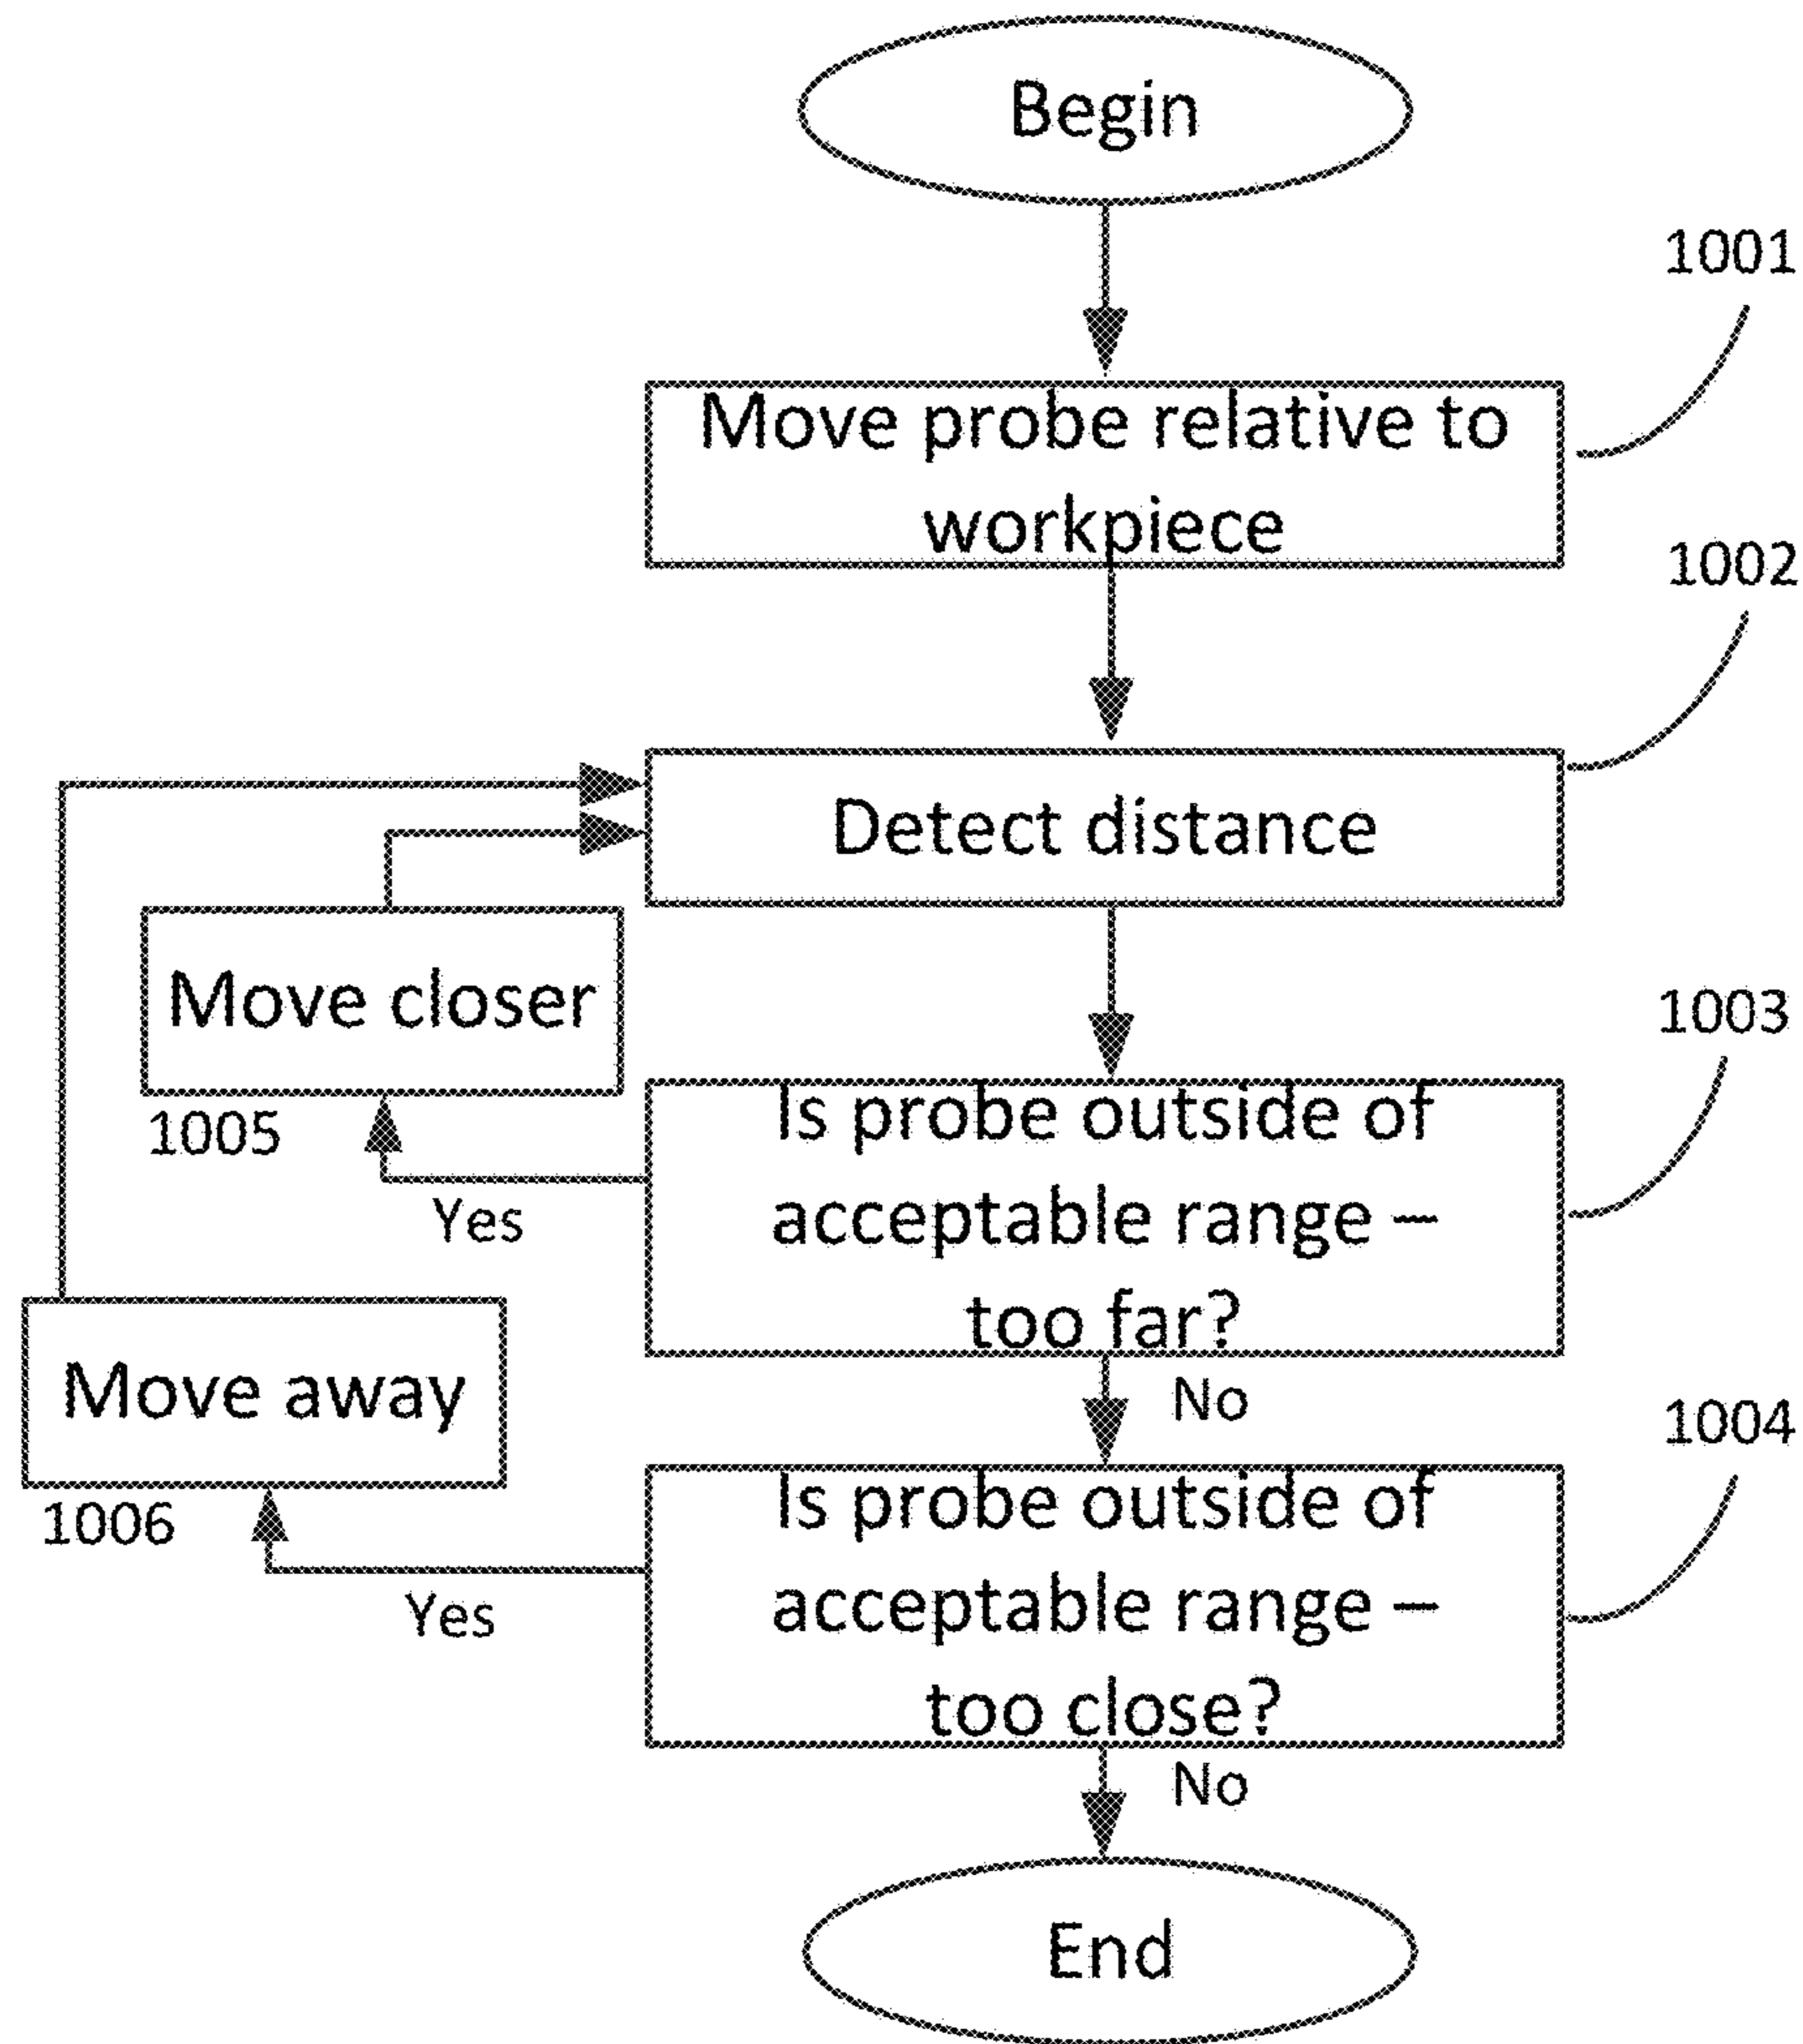 Begin
1001
Move probe relative to
workpiece
1002
Detect distance
Move closer
1005
1003
Is probe outside of
acceptable range –
too far?
Yes
No
Move away
1006
1004
Is probe outside of
acceptable range –
too close?
Yes
No
End